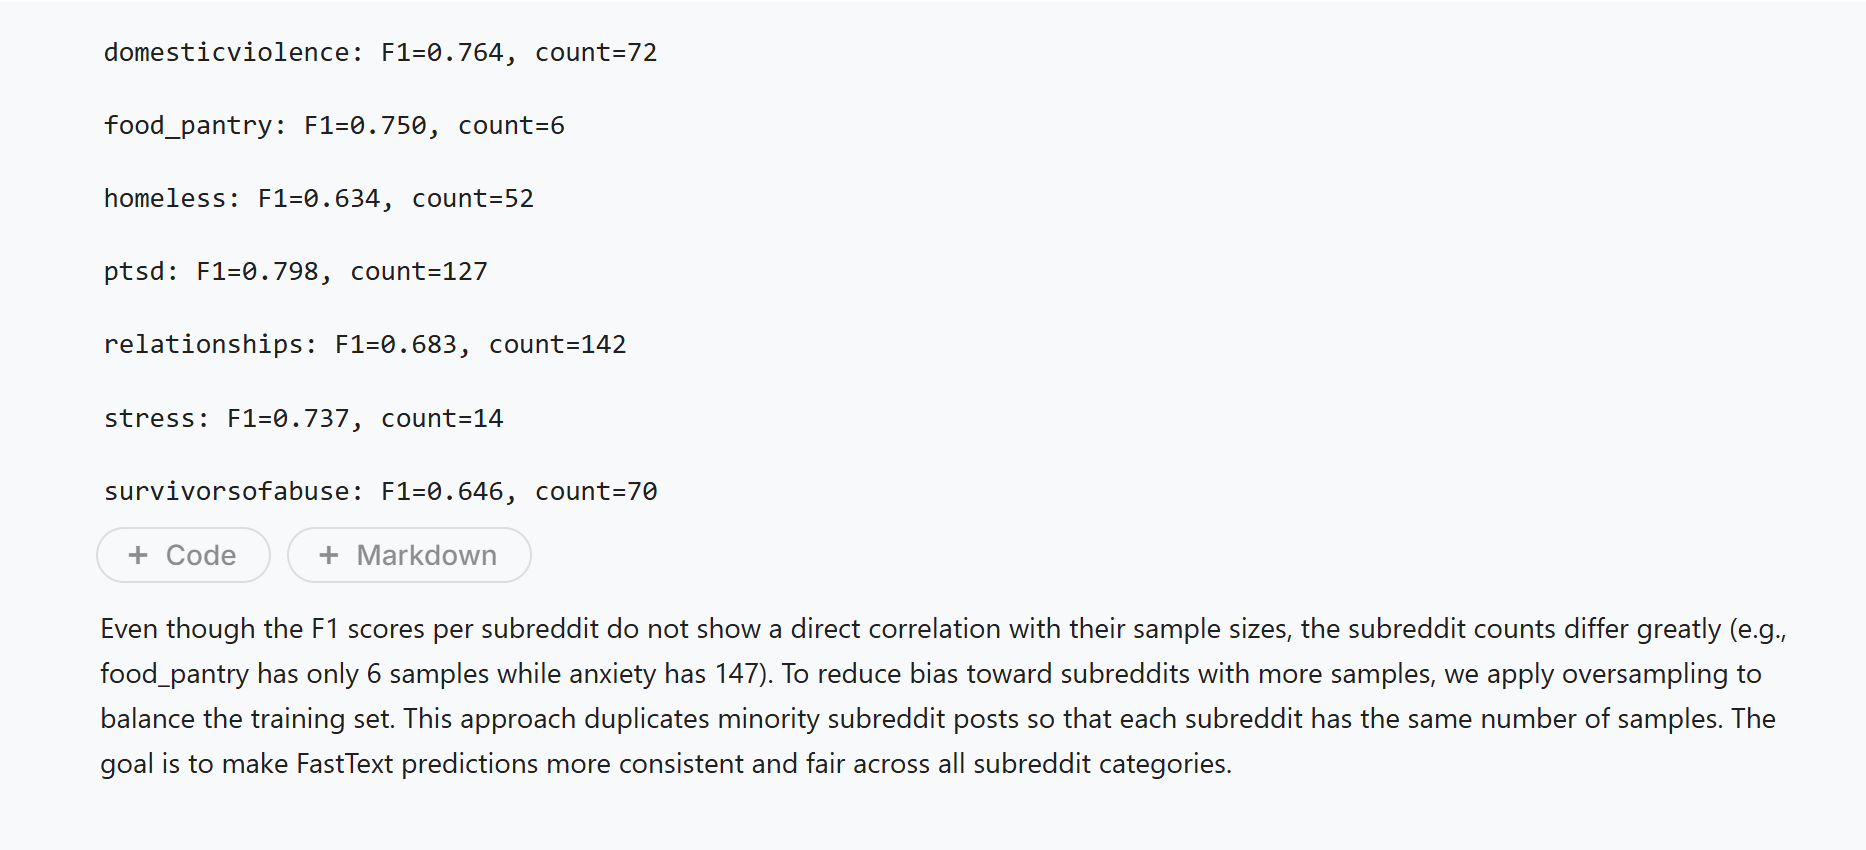 domesticviolence: F1=0.764, count=72
food_pantry: F1=0.750, count=6
homeless: F1=0.634, count=52
ptsd: F1=0.798, count=127
relationships: F1=0.683, count=142
stress: F1=0.737, count=14
survivorsofabuse: F1=0.646, count=70
+ Code + Markdown
Even though the F1 scores per subreddit do not show a direct correlation with their sample sizes, the subreddit counts differ greatly (e.g.,
food_pantry has only 6 samples while anxiety has 147). To reduce bias toward subreddits with more samples, we apply oversampling to
balance the training set. This approach duplicates minority subreddit posts so that each subreddit has the same number of samples. The
goal is to make FastText predictions more consistent and fair across all subreddit categories.